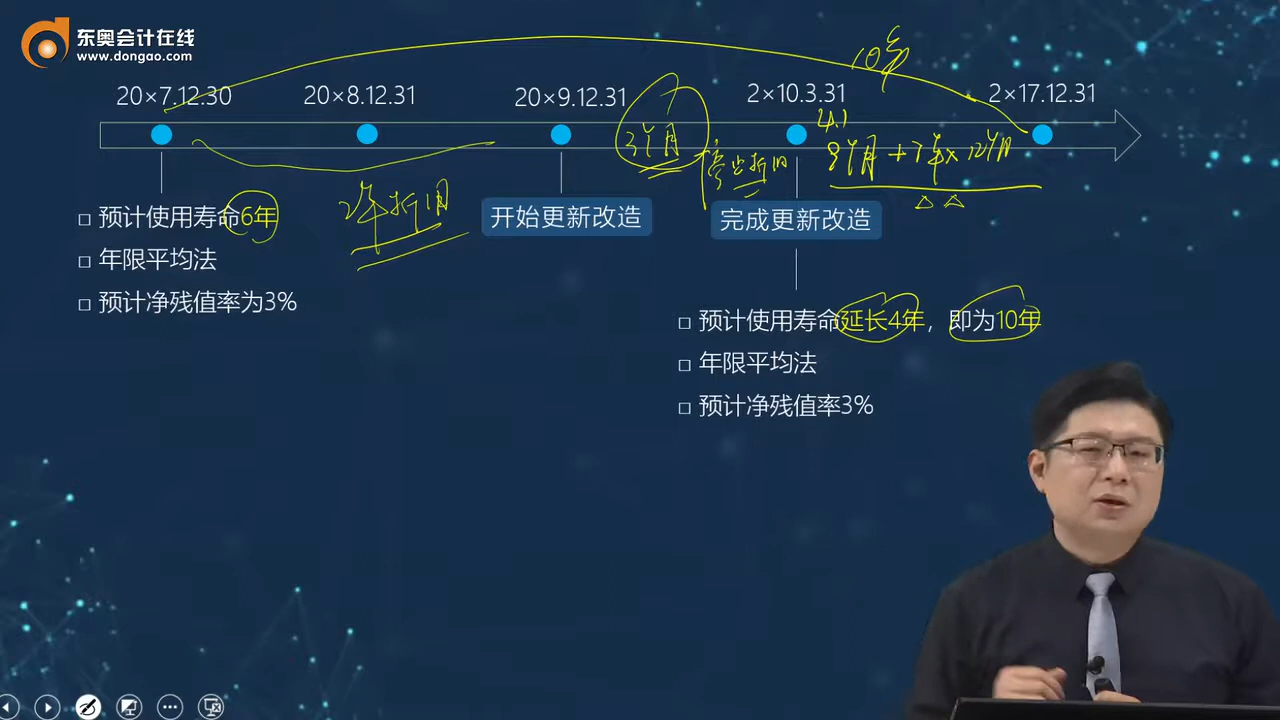 东奥会计在线
www.dongao.com
10年
20×7.12.30
20×8.12.31
20×9.12.31
2×10.3.31
2×17.12.31
4.1
3个月
停止折旧
9个月+7年×12个月
2年折旧
开始更新改造
完成更新改造
□ 预计使用寿命6年
□ 年限平均法
□ 预计净残值率为3%
□ 预计使用寿命延长4年，即为10年
□ 年限平均法
□ 预计净残值率3%